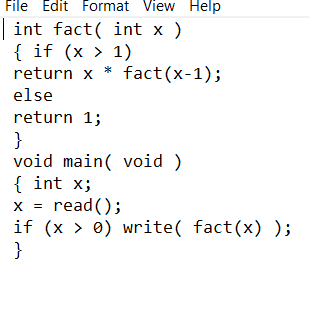 File Edit Format View Help
int fact( int x )
{ if (x > 1)
return x * fact(x-1);
else
return 1;
}
void main( void )
{ int x;
x = read();
if (x > 0) write( fact(x) );
}